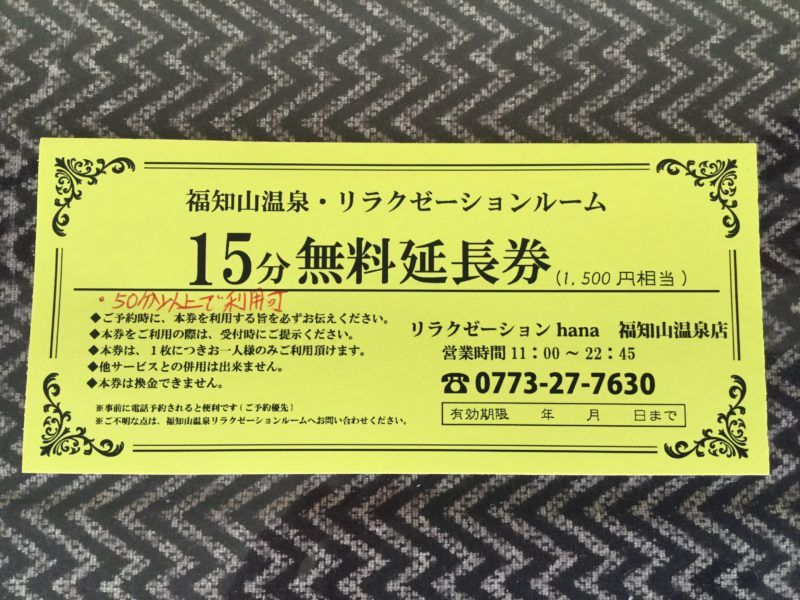 福知山温泉・リラクゼーションルーム
15分無料延長券(1,500円相当)
・50分以上で利用可
◆ご予約時に、本券を利用する旨を必ずお伝えください。
◆本券をご利用の際は、受付時にご提示ください。
◆本券は、1枚につきお一人様のみご利用頂けます。
◆他サービスとの併用は出来ません。
◆本券は換金できません。
※事前に電話予約されると便利です(ご予約優先)
※ご不明な点は、福知山温泉リラクゼーションルームへお問い合わせください。
リラクゼーション hana 福知山温泉店
営業時間 11:00 〜 22:45
☎0773-27-7630
有効期限 年 月 日まで